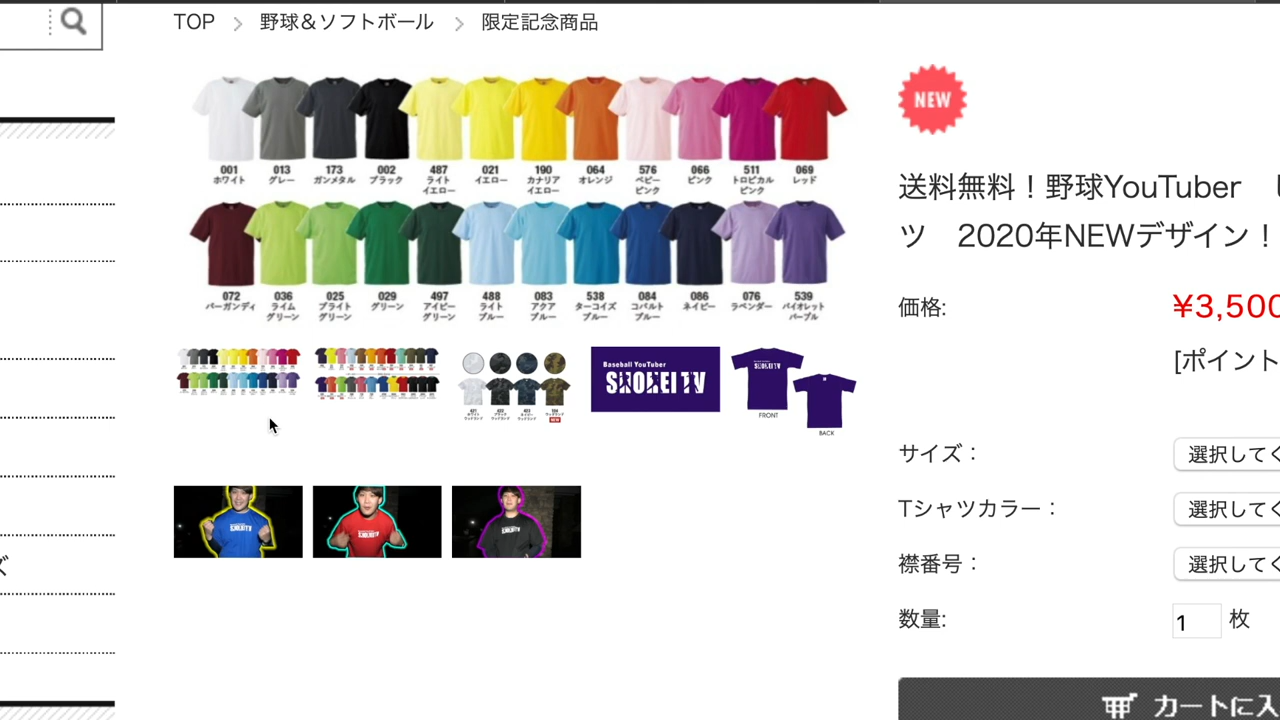 TOP > 野球＆ソフトボール > 限定記念商品
NEW
001 013 173 002 487 021 190 064 576 066 511 069
ホワイト グレー ガンメタル ブラック ライトイエロー イエロー カナリアイエロー オレンジ ベビーピンク ピンク トロピカルピンク レッド
072 036 025 029 497 488 083 538 084 086 076 539
バーガンディ ライムグリーン ブライトグリーン グリーン アイビーグリーン ライトブルー アクアブルー ターコイズブルー コバルトブルー ネイビー ラベンダー バイオレットパープル
Baseball YouTuber
SHOHEI TV
SHOHEI TV
FRONT
BACK
送料無料！野球YouTuber
ツ 2020年NEWデザイン！
価格: ¥3,500
[ポイント
サイズ： 選択してく
Tシャツカラー： 選択してく
襟番号： 選択してく
数量: 1 枚
カートに入
ズ